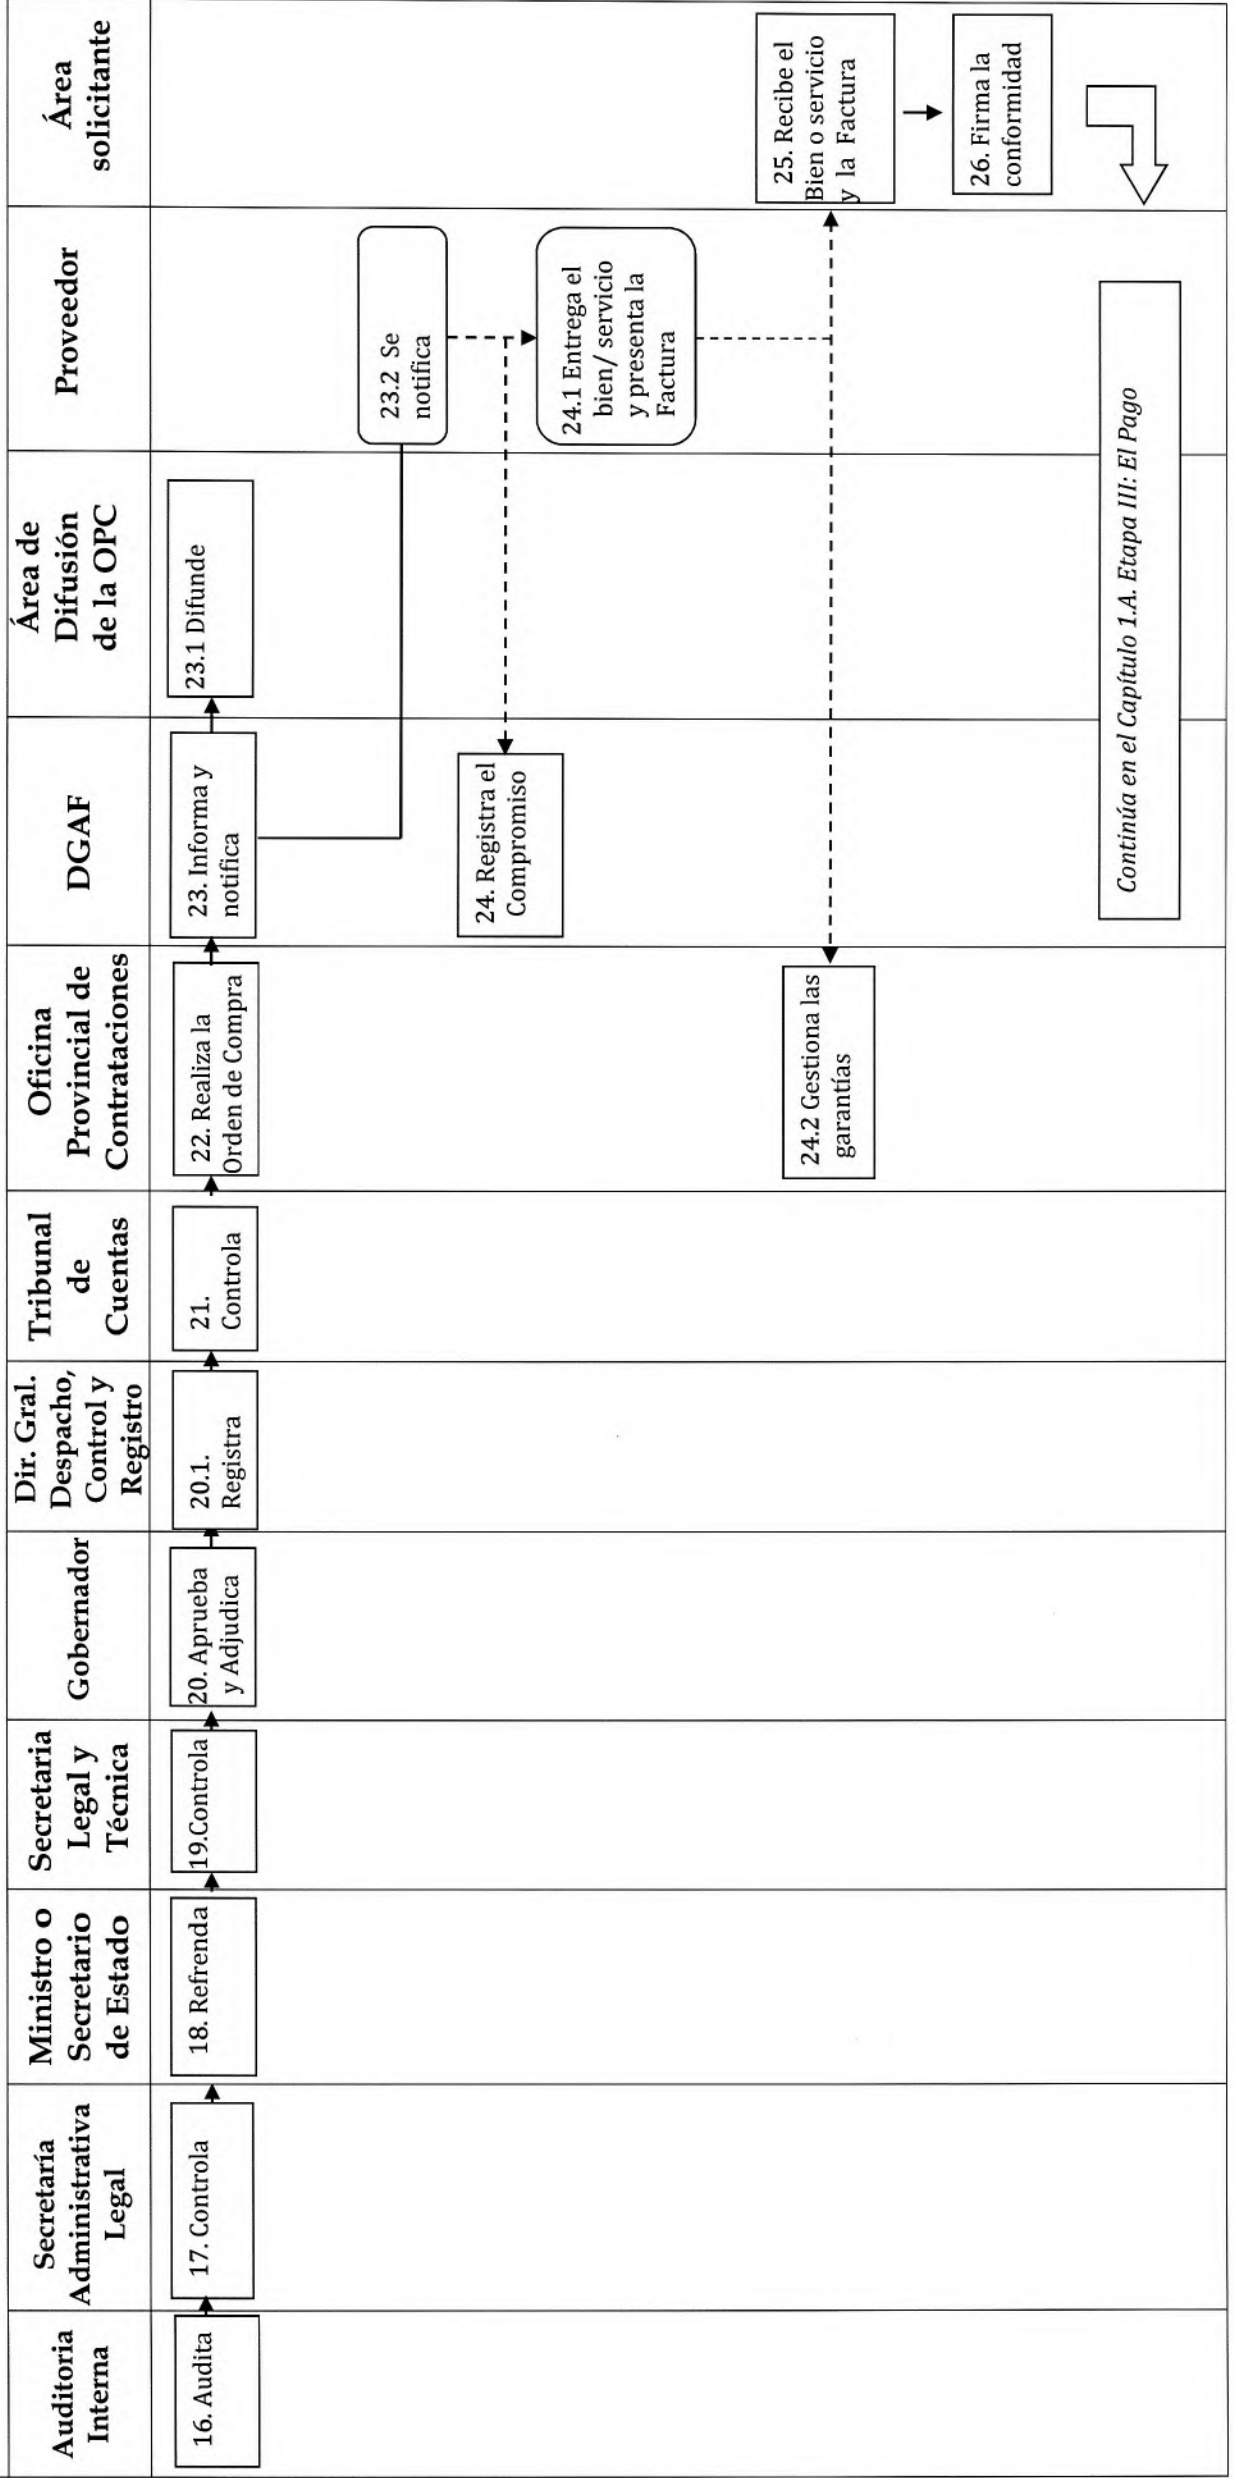 Auditoria
Interna
Secretaría
Administrativa
Legal
Ministro o
Secretario
de Estado
Secretaria
Legal y
Técnica
Gobernador
Dir. Gral.
Despacho,
Control y
Registro
Tribunal
de
Cuentas
Oficina
Provincial de
Contrataciones
DGAF
Área de
Difusión
de la OPC
Proveedor
Área
solicitante
16. Audita
17. Controla
18. Refrenda
19.Controla
20. Aprueba
y Adjudica
20.1.
Registra
21.
Controla
22. Realiza la
Orden de Compra
23. Informa y
notifica
23.1 Difunde
23.2 Se
notifica
24. Registra el
Compromiso
24.1 Entrega el
bien/ servicio
y presenta la
Factura
24.2 Gestiona las
garantías
25. Recibe el
Bien o servicio
y la Factura
26. Firma la
conformidad
Continúa en el Capítulo 1.A. Etapa III: El Pago